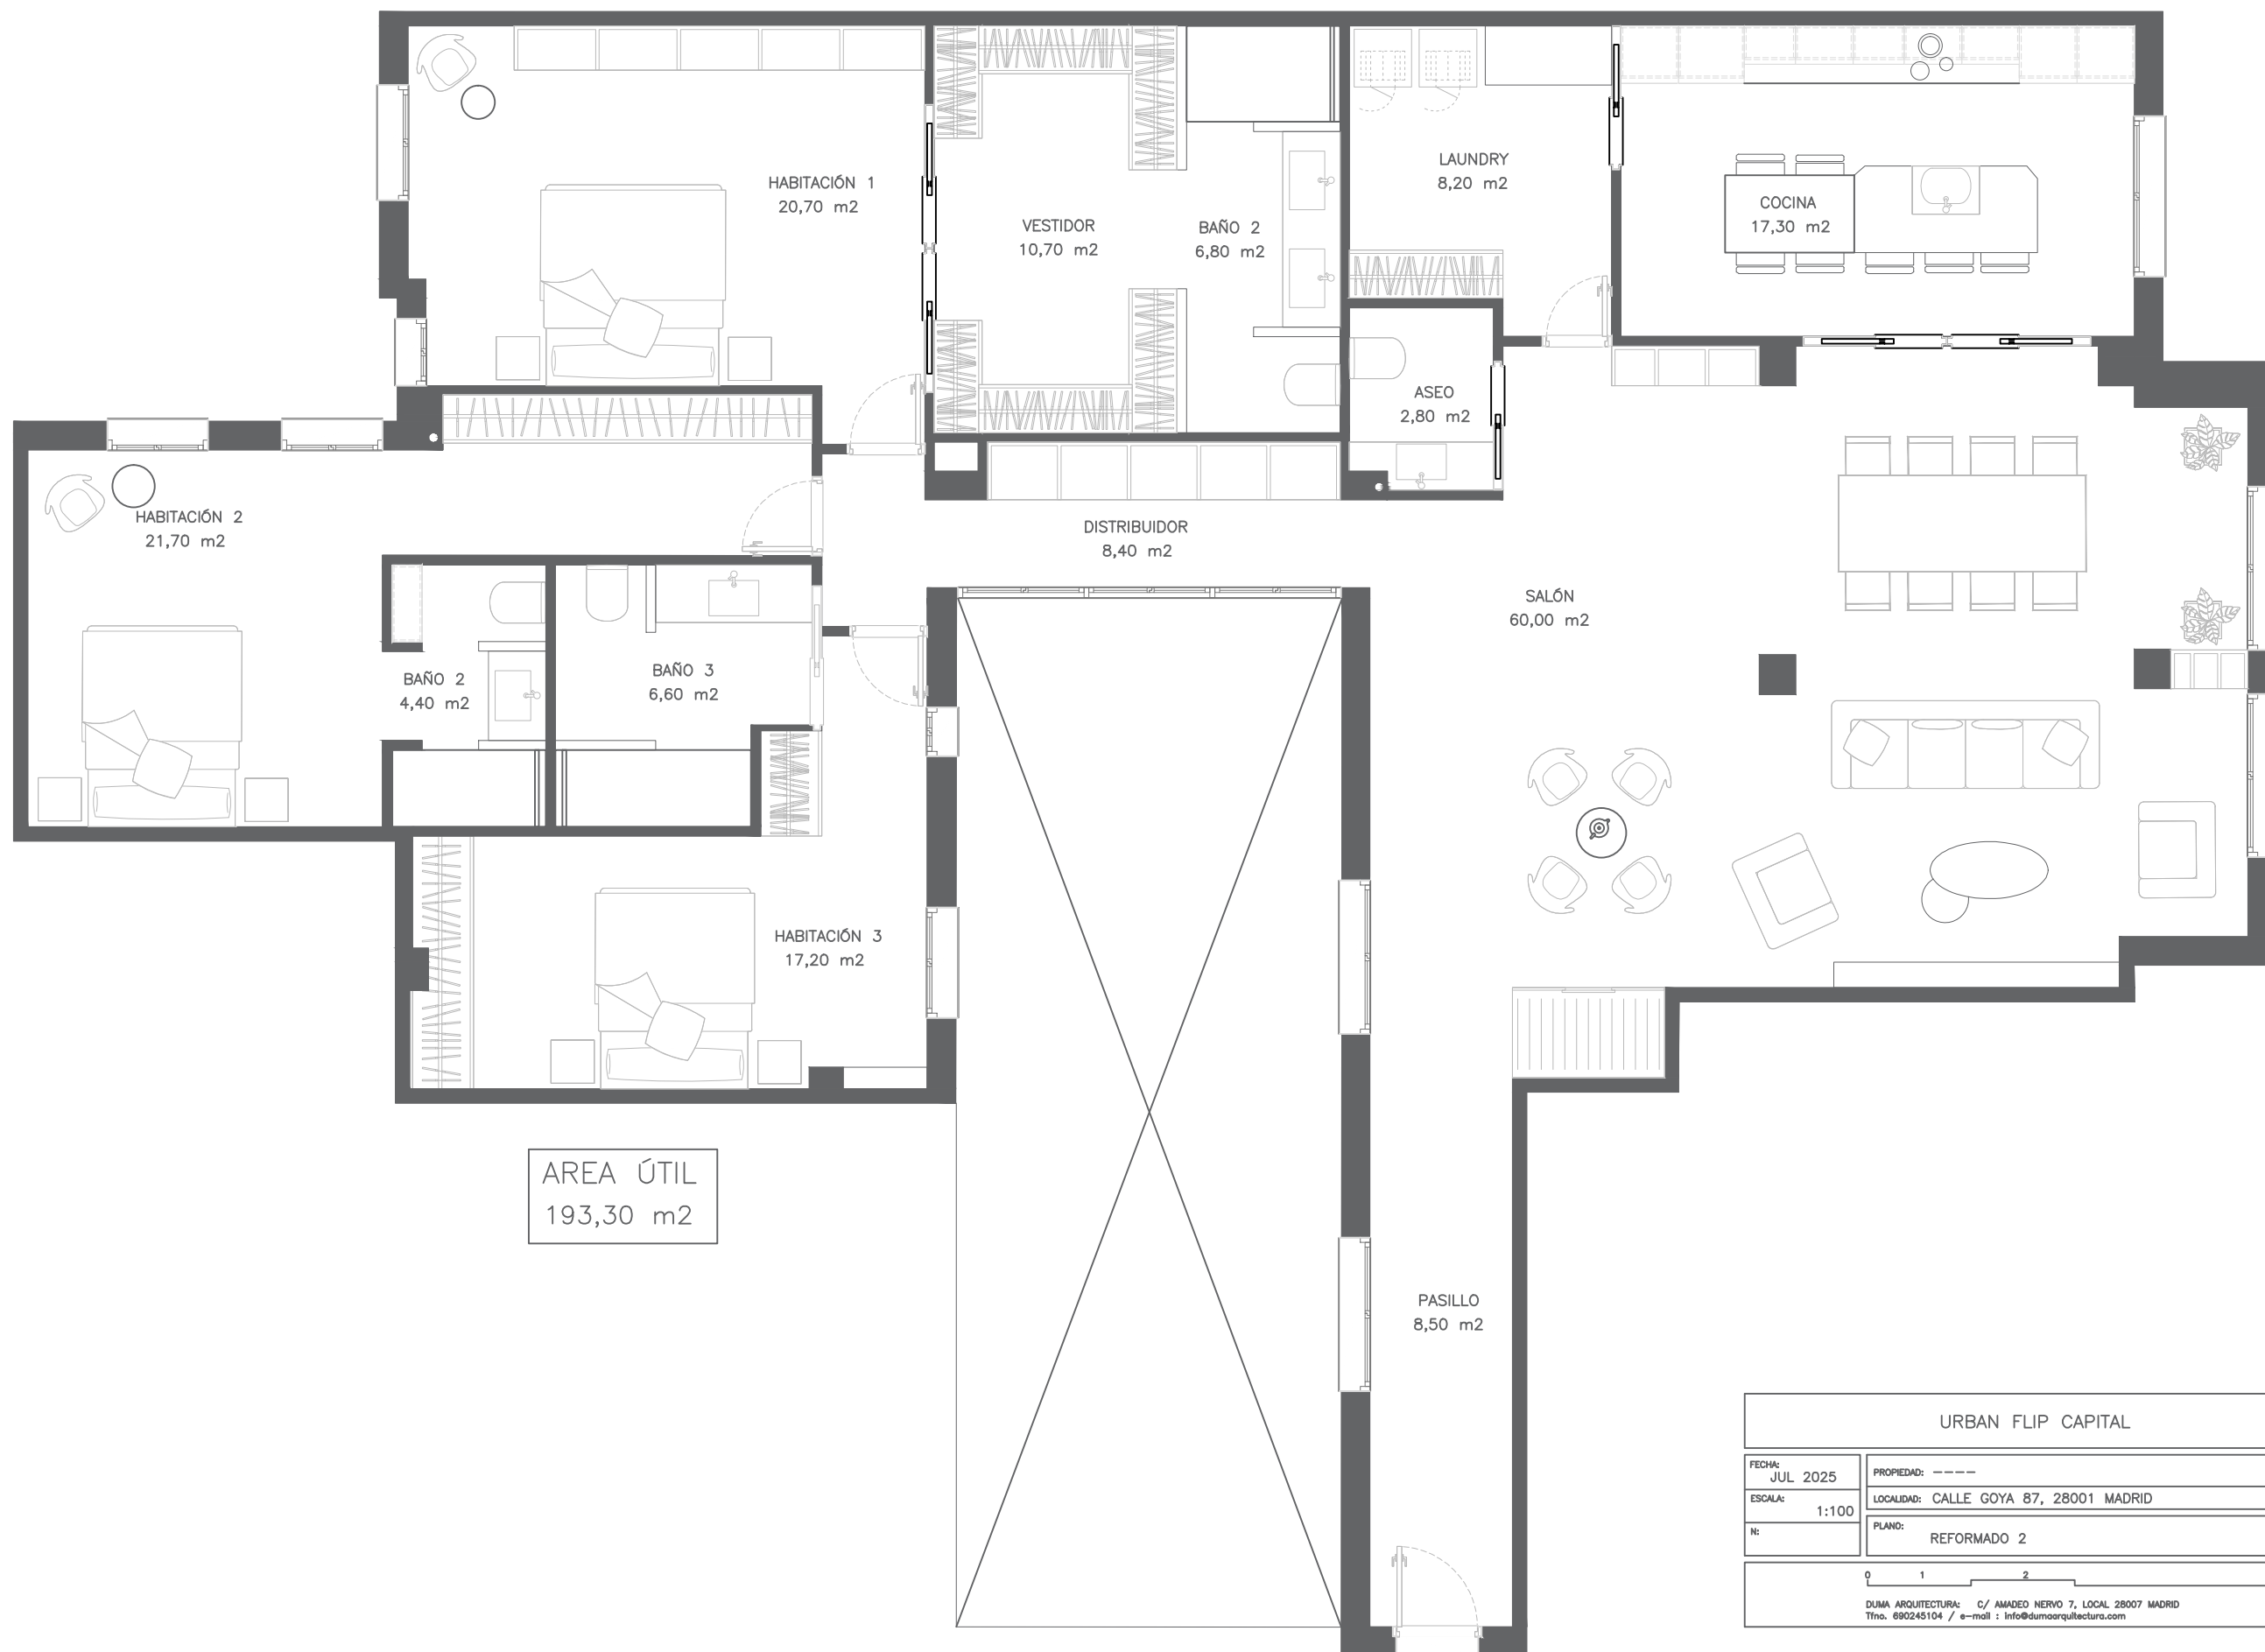 HABITACIÓN 1
20,70 m2
VESTIDOR
10,70 m2
BAÑO 2
6,80 m2
LAUNDRY
8,20 m2
COCINA
17,30 m2
ASEO
2,80 m2
HABITACIÓN 2
21,70 m2
DISTRIBUIDOR
8,40 m2
SALÓN
60,00 m2
BAÑO 2
4,40 m2
BAÑO 3
6,60 m2
HABITACIÓN 3
17,20 m2
AREA ÚTIL
193,30 m2
PASILLO
8,50 m2
URBAN FLIP CAPITAL
FECHA:
JUL 2025
PROPIEDAD: ----
ESCALA:
1:100
LOCALIDAD: CALLE GOYA 87, 28001 MADRID
N:
PLANO:
REFORMADO 2
0 1 2
DUMA ARQUITECTURA: C/ AMADEO NERVO 7, LOCAL 28007 MADRID
Tfno. 690245104 / e-mail : info@dumaarquitectura.com